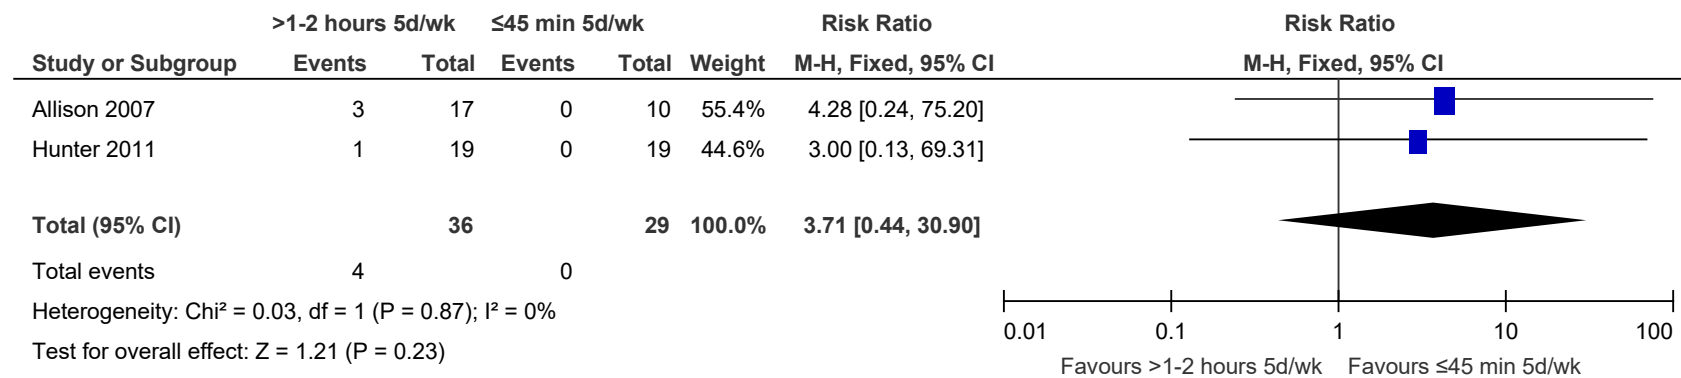 >1-2 hours 5d/wk ≤45 min 5d/wk Risk Ratio Risk Ratio
Study or Subgroup Events Total Events Total Weight M-H, Fixed, 95% CI M-H, Fixed, 95% CI
Allison 2007 3 17 0 10 55.4% 4.28 [0.24, 75.20]
Hunter 2011 1 19 0 19 44.6% 3.00 [0.13, 69.31]
Total (95% CI) 36 29 100.0% 3.71 [0.44, 30.90]
Total events 4 0
Heterogeneity: Chi² = 0.03, df = 1 (P = 0.87); I² = 0%
Test for overall effect: Z = 1.21 (P = 0.23)
0.01 0.1 1 10 100
Favours >1-2 hours 5d/wk Favours ≤45 min 5d/wk